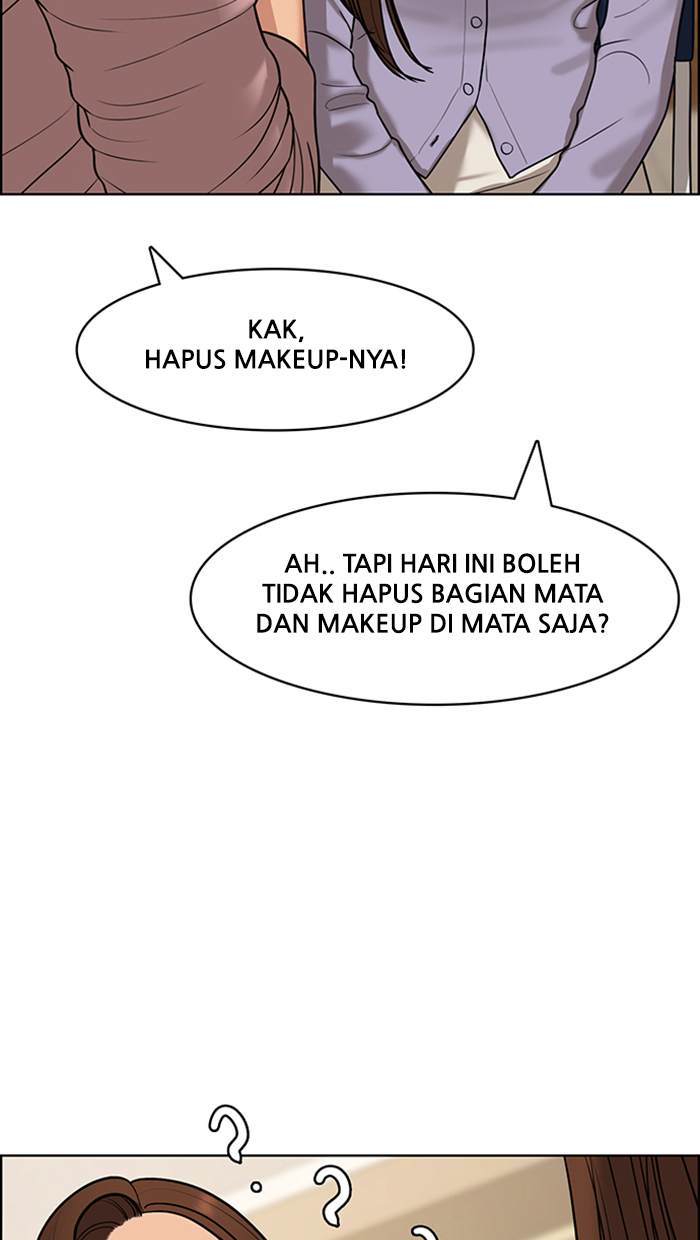 KAK,
HAPUS MAKEUP-NYA!
AH.. TAPI HARI INI BOLEH
TIDAK HAPUS BAGIAN MATA
DAN MAKEUP DI MATA SAJA?
? ? ?